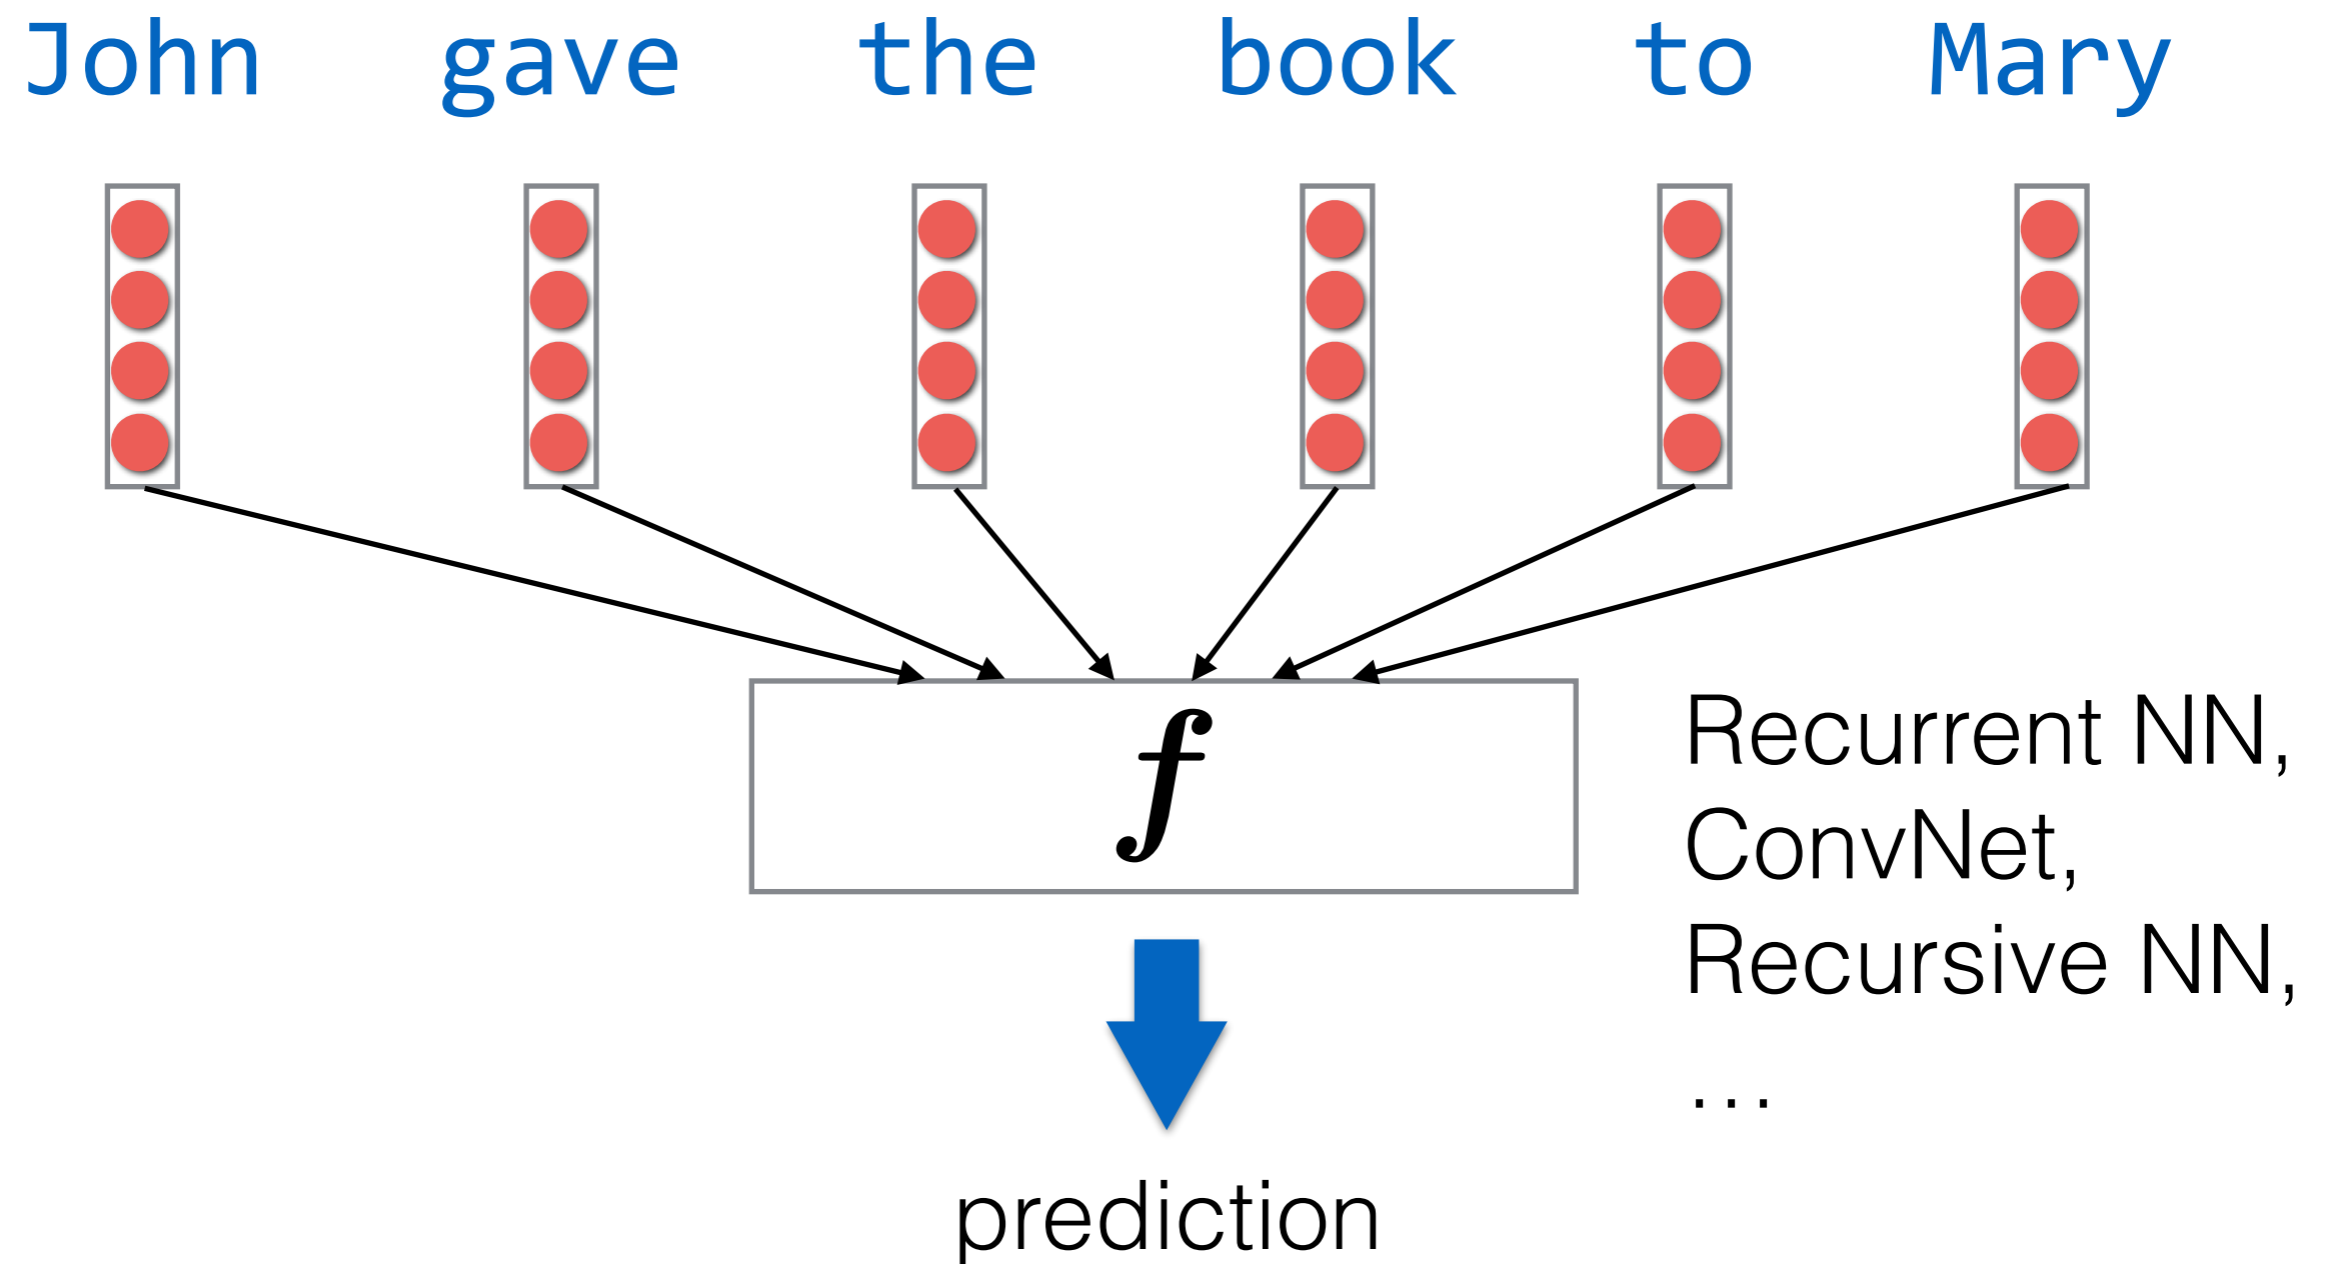 John gave the book to Mary
f
Recurrent NN,
ConvNet,
Recursive NN,
...
prediction